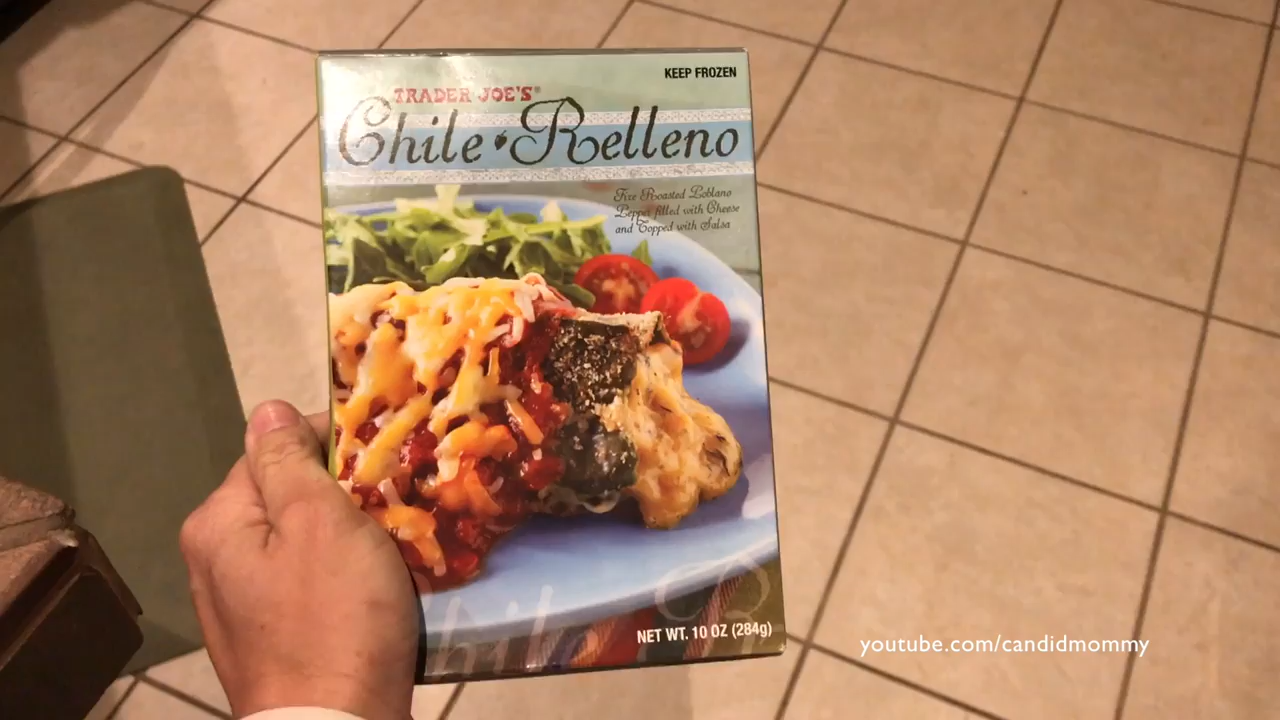 KEEP FROZEN
TRADER JOE'S®
Chile Relleno
Fire Roasted Poblano
Pepper filled with Cheese
and Topped with Salsa
NET WT. 10 OZ (284g)
youtube.com/candidmommy